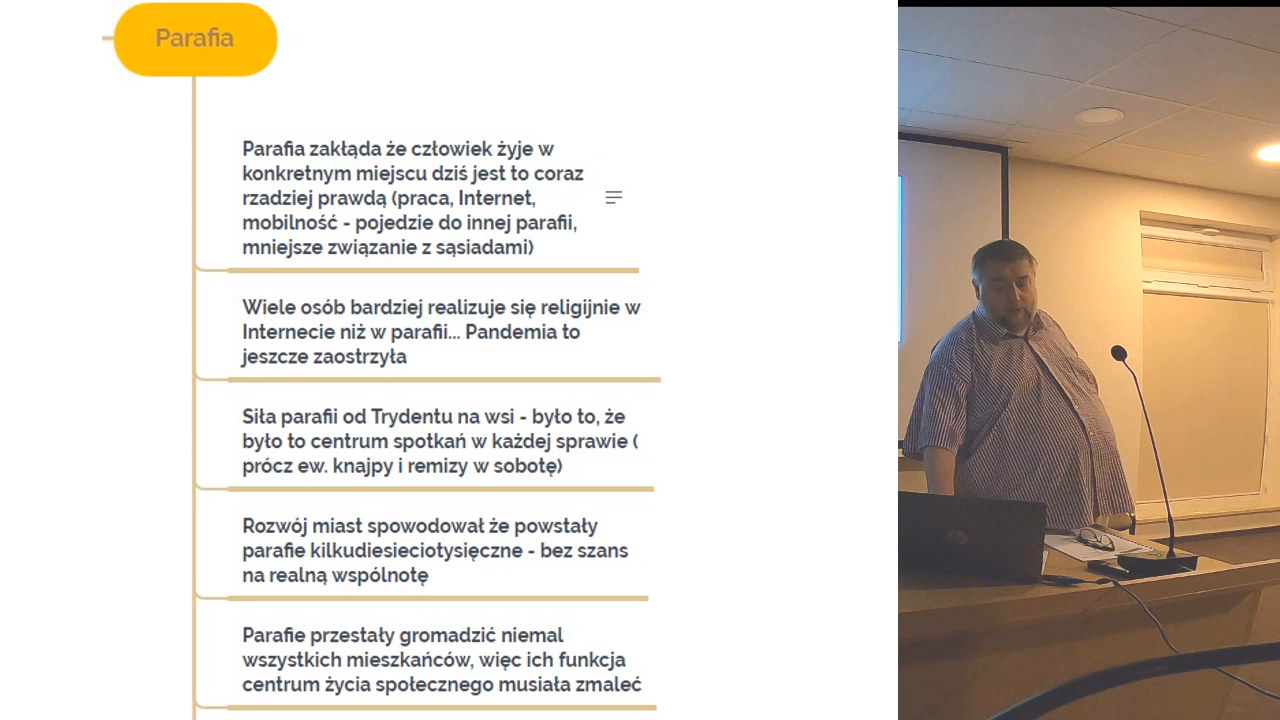 Parafia
Parafia zakłąda że człowiek żyje w
konkretnym miejscu dziś jest to coraz
rzadziej prawdą (praca, Internet,
mobilność - pojedzie do innej parafii,
mniejsze związanie z sąsiadami)
Wiele osób bardziej realizuje się religijnie w
Internecie niż w parafii... Pandemia to
jeszcze zaostrzyła
Siła parafii od Trydentu na wsi - było to, że
było to centrum spotkań w każdej sprawie (
prócz ew. knajpy i remizy w sobotę)
Rozwój miast spowodował że powstały
parafie kilkudiesieciotysięczne - bez szans
na realną wspólnotę
Parafie przestały gromadzić niemal
wszystkich mieszkańców, więc ich funkcja
centrum życia społecznego musiała zmaleć